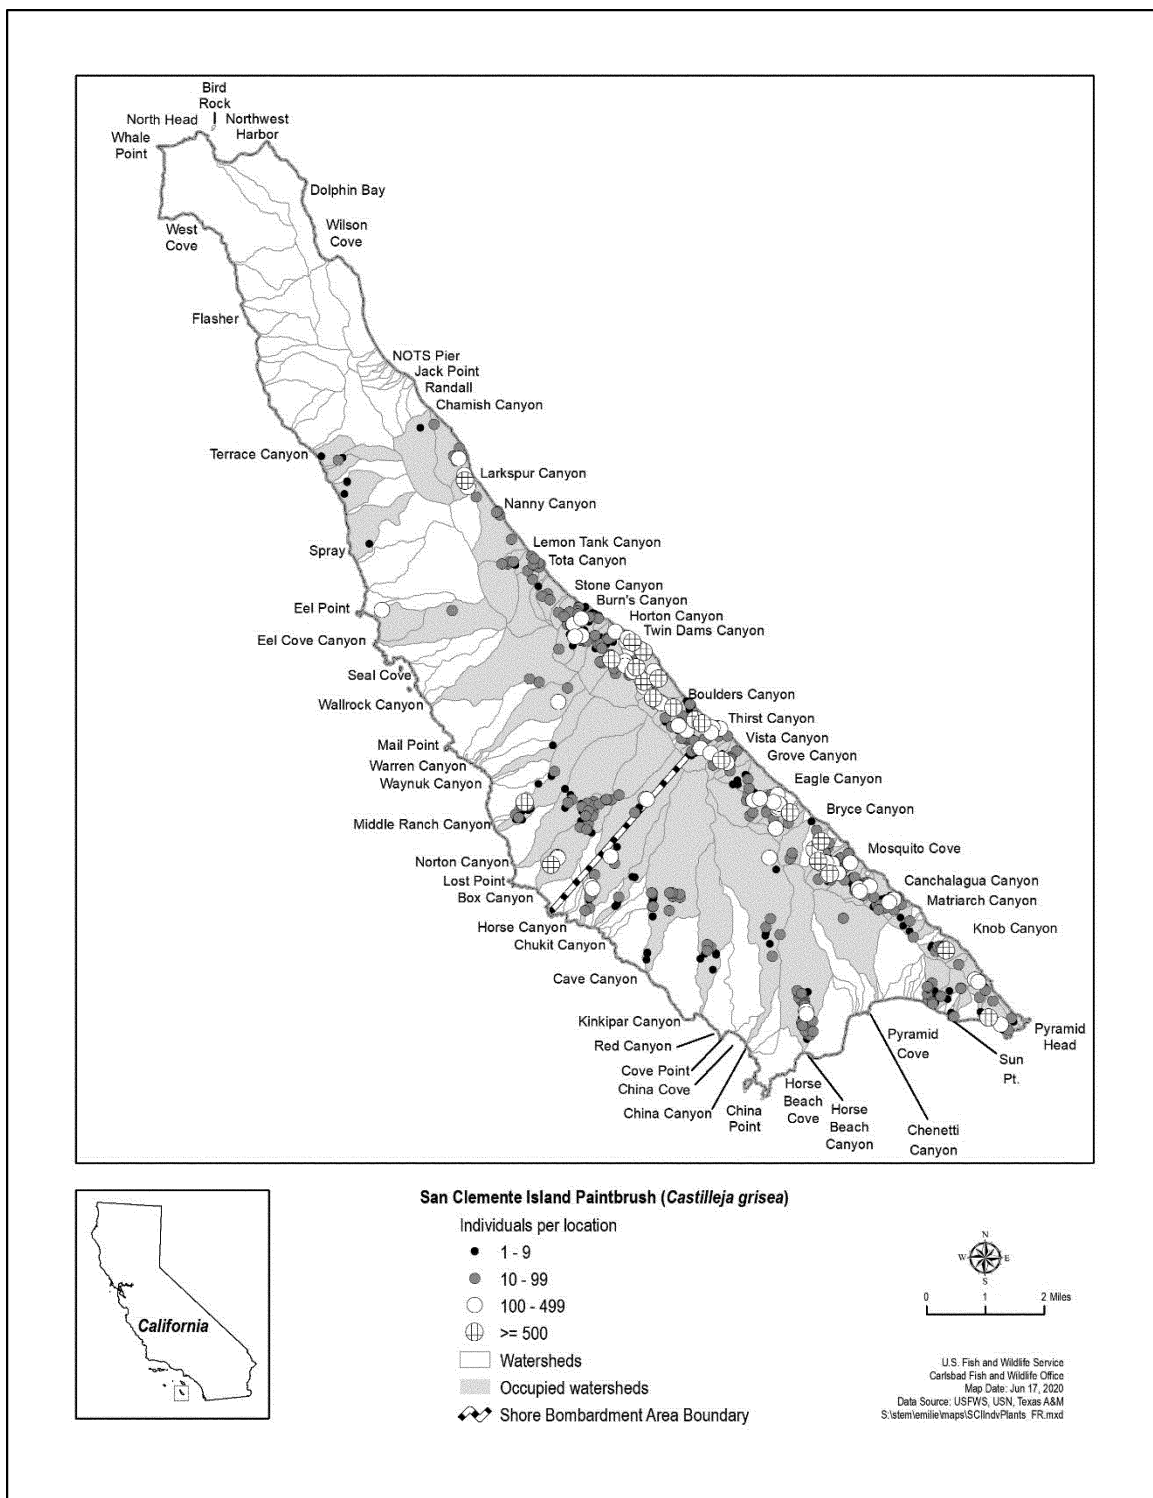 Bird
Rock
North Head
Northwest
Harbor
Whale
Point
Dolphin Bay
West
Cove
Wilson
Cove
Flasher
NOTS Pier
Jack Point
Randall
Chamish Canyon
Terrace Canyon
Larkspur Canyon
Nanny Canyon
Spray
Lemon Tank Canyon
Tota Canyon
Stone Canyon
Burn's Canyon
Eel Point
Horton Canyon
Twin Dams Canyon
Eel Cove Canyon
Seal Cove
Wallrock Canyon
Boulders Canyon
Thirst Canyon
Vista Canyon
Mail Point
Grove Canyon
Warren Canyon
Waynuk Canyon
Eagle Canyon
Bryce Canyon
Middle Ranch Canyon
Mosquito Cove
Norton Canyon
Lost Point
Box Canyon
Canchalagua Canyon
Matriarch Canyon
Horse Canyon
Chukit Canyon
Knob Canyon
Cave Canyon
Kinkipar Canyon
Red Canyon
Cove Point
China Cove
China Canyon
China
Point
Horse
Beach
Cove
Horse
Beach
Canyon
Pyramid
Cove
Chenetti
Canyon
Sun
Pt.
Pyramid
Head
San Clemente Island Paintbrush (Castilleja grisea)
Individuals per location
1 - 9
10 - 99
100 - 499
>= 500
Watersheds
Occupied watersheds
Shore Bombardment Area Boundary
California
N
W
E
S
0 1 2 Miles
U.S. Fish and Wildlife Service
Carlsbad Fish and Wildlife Office
Map Date: Jun 17, 2020
Data Source: USFWS, USN, Texas A&M
S:\stem\emilie\maps\SCIIndvPlants FR.mxd